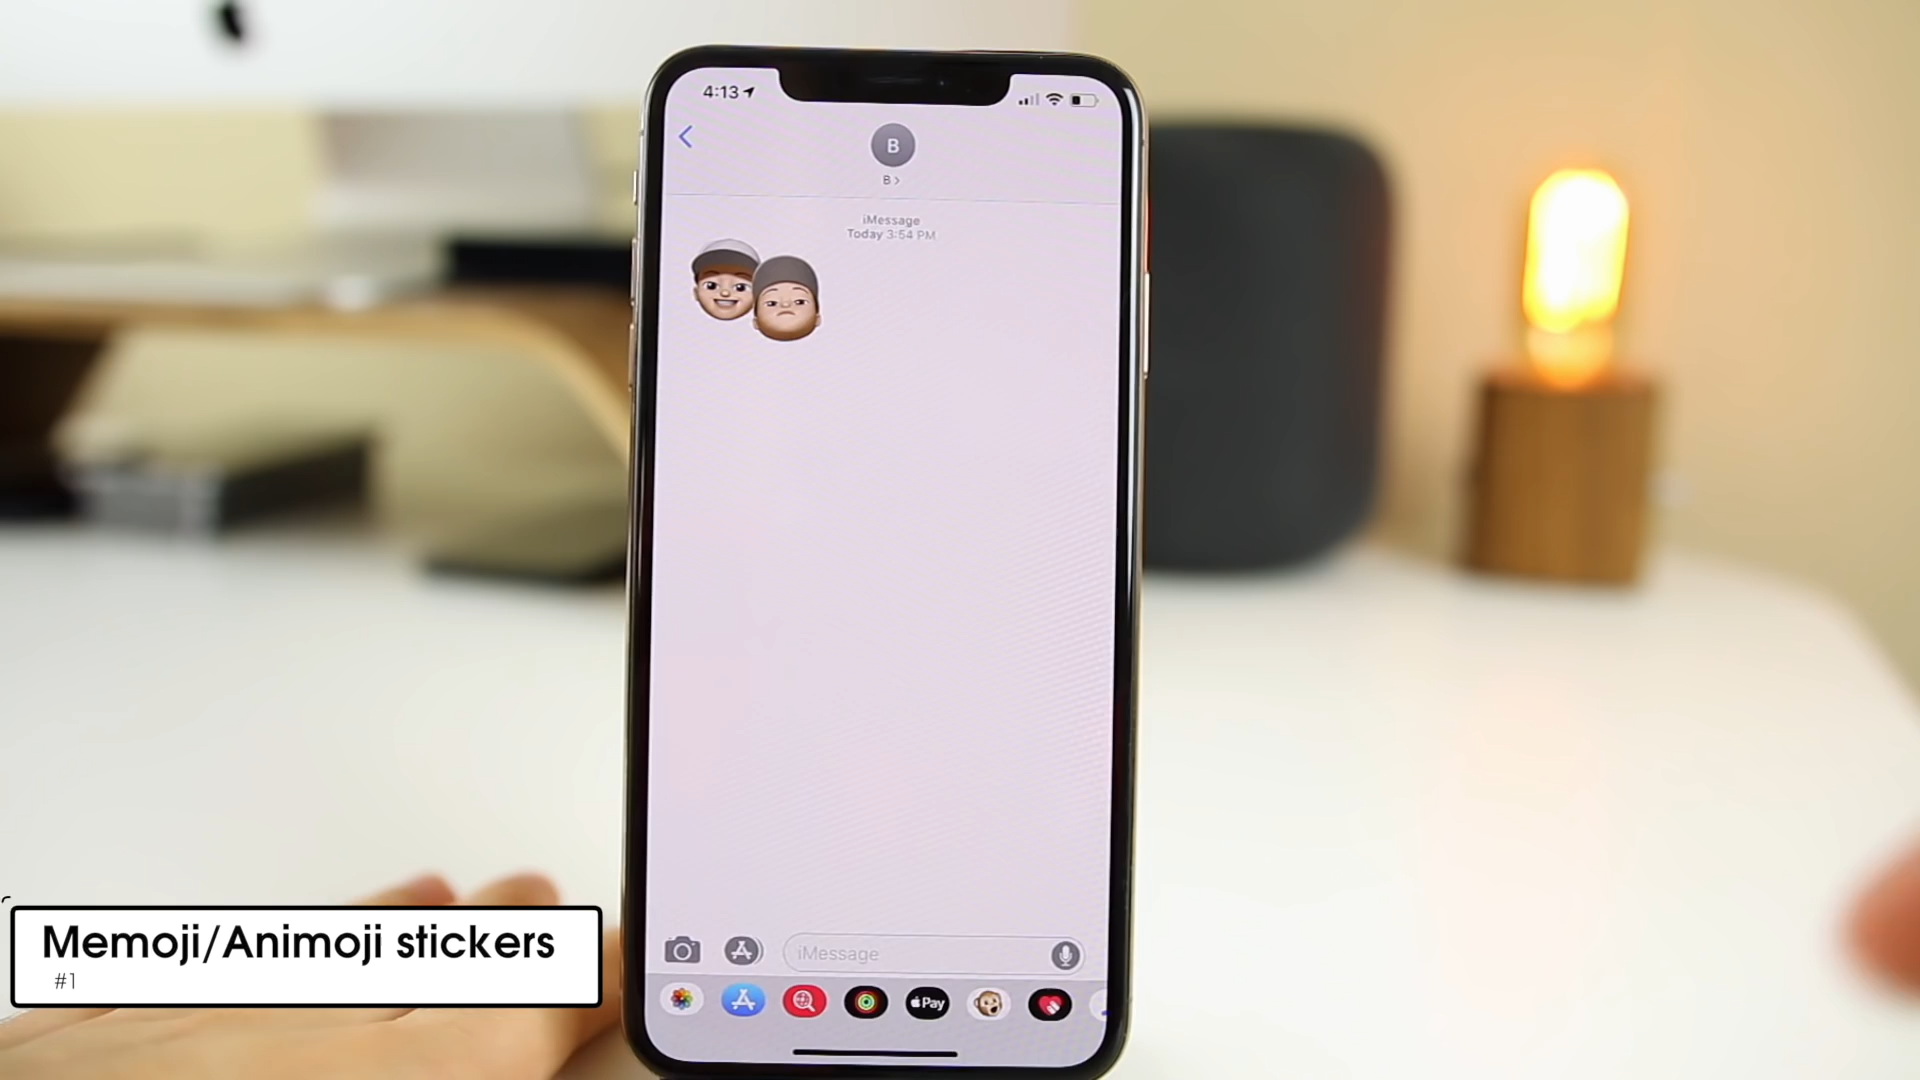 4:13
B
B >
iMessage
Today 3:54 PM
iMessage
Pay
Memoji/Animoji stickers
#1